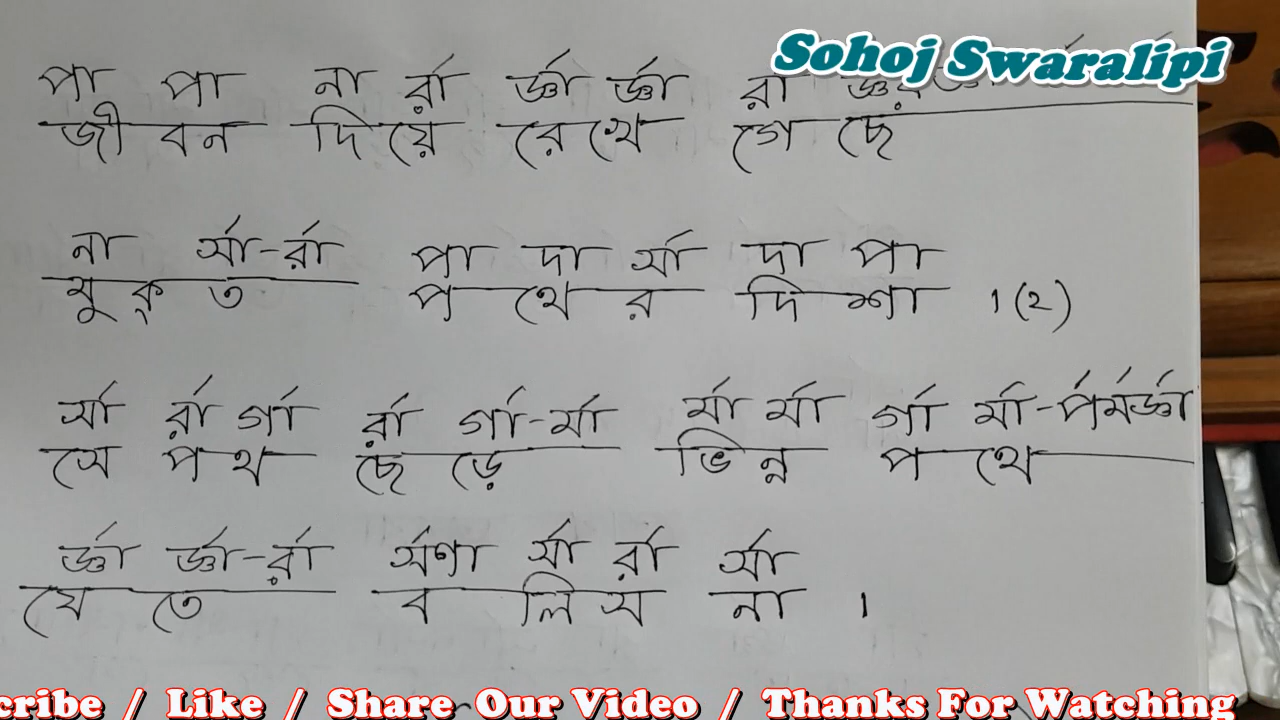 Sohoj Swaralipi
পা পা না র্রা র্জ্ঞা র্জ্ঞা র্রা
জীবন দিয়ে রেখে গেছে
না র্সা-র্রা পা দা র্সা দা পা
মুক্ত পথের দিশা ।(২)
র্সা র্রা র্গা র্রা র্গা-র্মা র্মা র্মা র্গা র্মা-র্পর্মর্জ্ঞা
সে পথ ছেড়ে ভিন্ন পথে
র্জ্ঞা র্জ্ঞা-র্রা র্সণা র্সা র্রা র্সা
যেতে বলিস না ।
cribe / Like / Share Our Video / Thanks For Watching